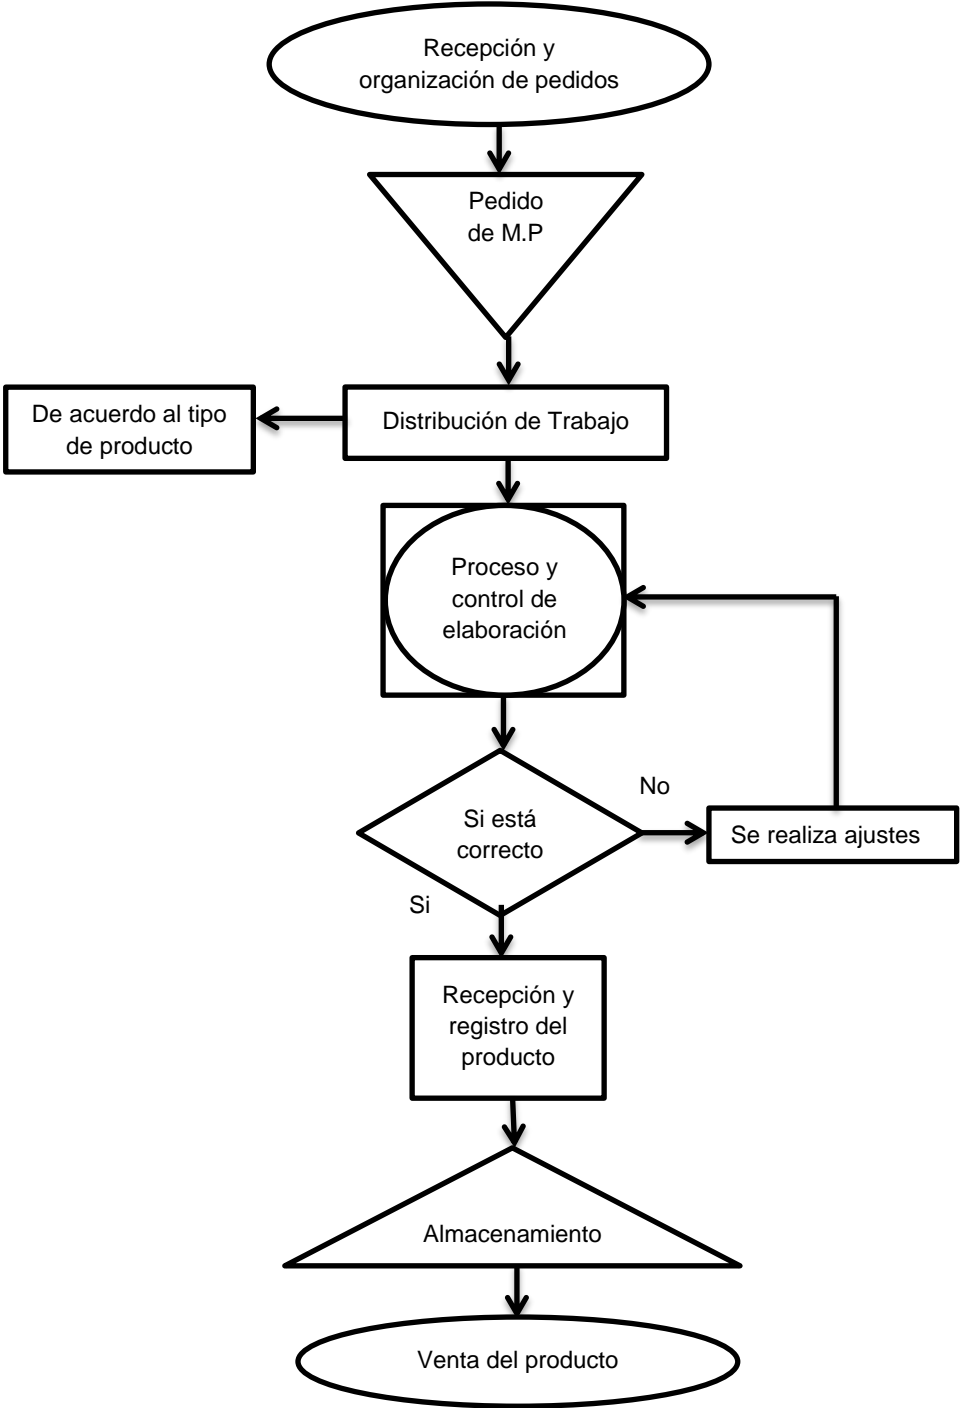 Recepción y
organización de pedidos
Pedido
de M.P
De acuerdo al tipo
de producto
Distribución de Trabajo
Proceso y
control de
elaboración
Si está
correcto
No
Se realiza ajustes
Si
Recepción y
registro del
producto
Almacenamiento
Venta del producto